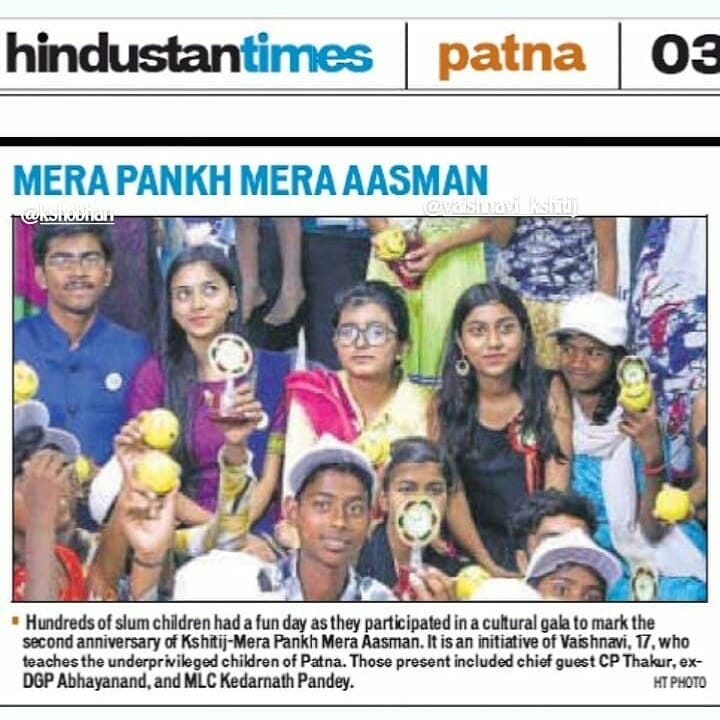 hindustantimes patna 03
MERA PANKH MERA AASMAN
@kshobhan @vaishnavi_kshitij
Hundreds of slum children had a fun day as they participated in a cultural gala to mark the
second anniversary of Kshitij-Mera Pankh Mera Aasman. It is an initiative of Vaishnavi, 17, who
teaches the underprivileged children of Patna. Those present included chief guest CP Thakur, ex-
DGP Abhayanand, and MLC Kedarnath Pandey. HT PHOTO